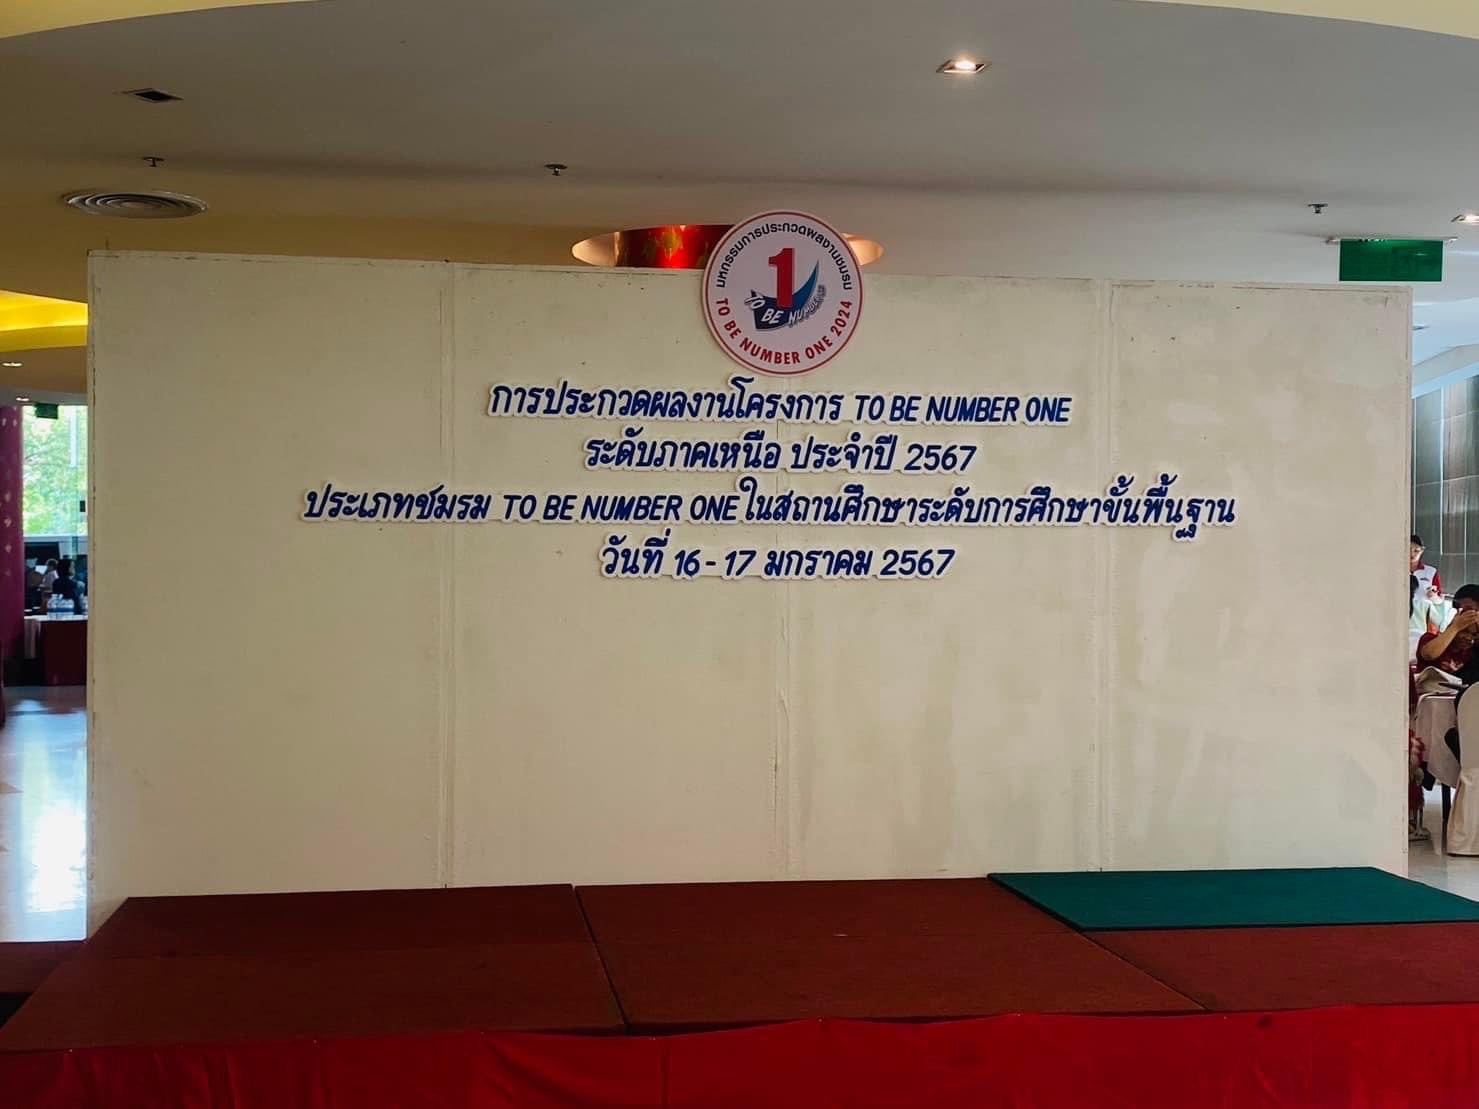 มหกรรมการประกวดผลงานชมรม
1
TO BE NUMBER ONE
TO BE NUMBER ONE 2024
การประกวดผลงานโครงการ TO BE NUMBER ONE
ระดับภาคเหนือ ประจำปี 2567
ประเภทชมรม TO BE NUMBER ONE ในสถานศึกษาระดับการศึกษาขั้นพื้นฐาน
วันที่ 16 - 17 มกราคม 2567